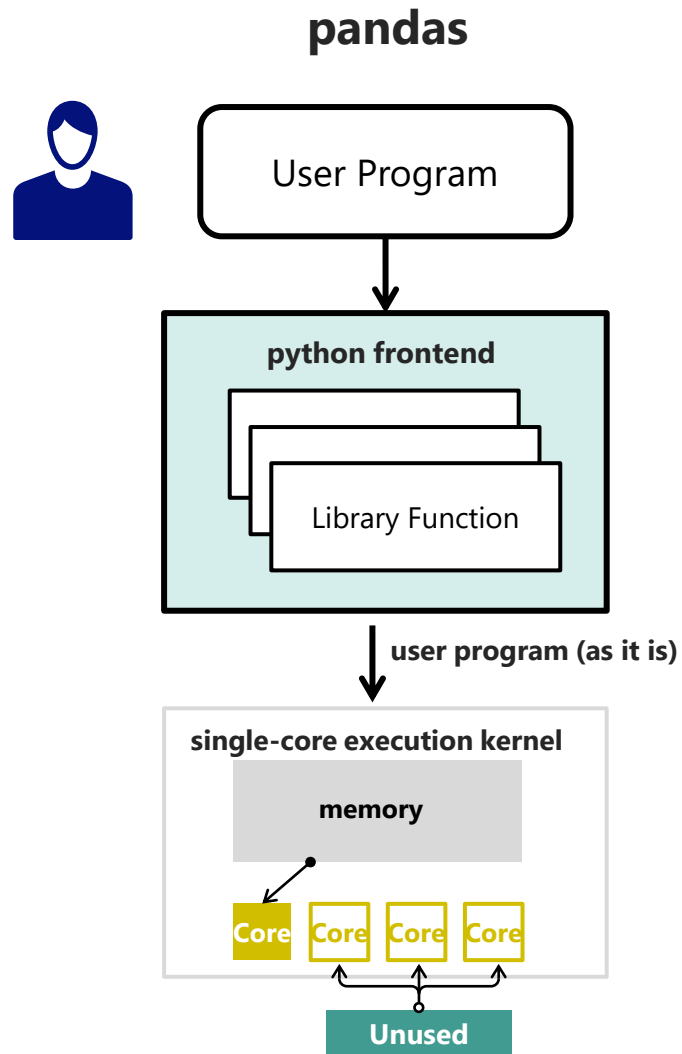 pandas
User Program
python frontend
Library Function
user program (as it is)
single-core execution kernel
memory
Core Core Core Core
Unused